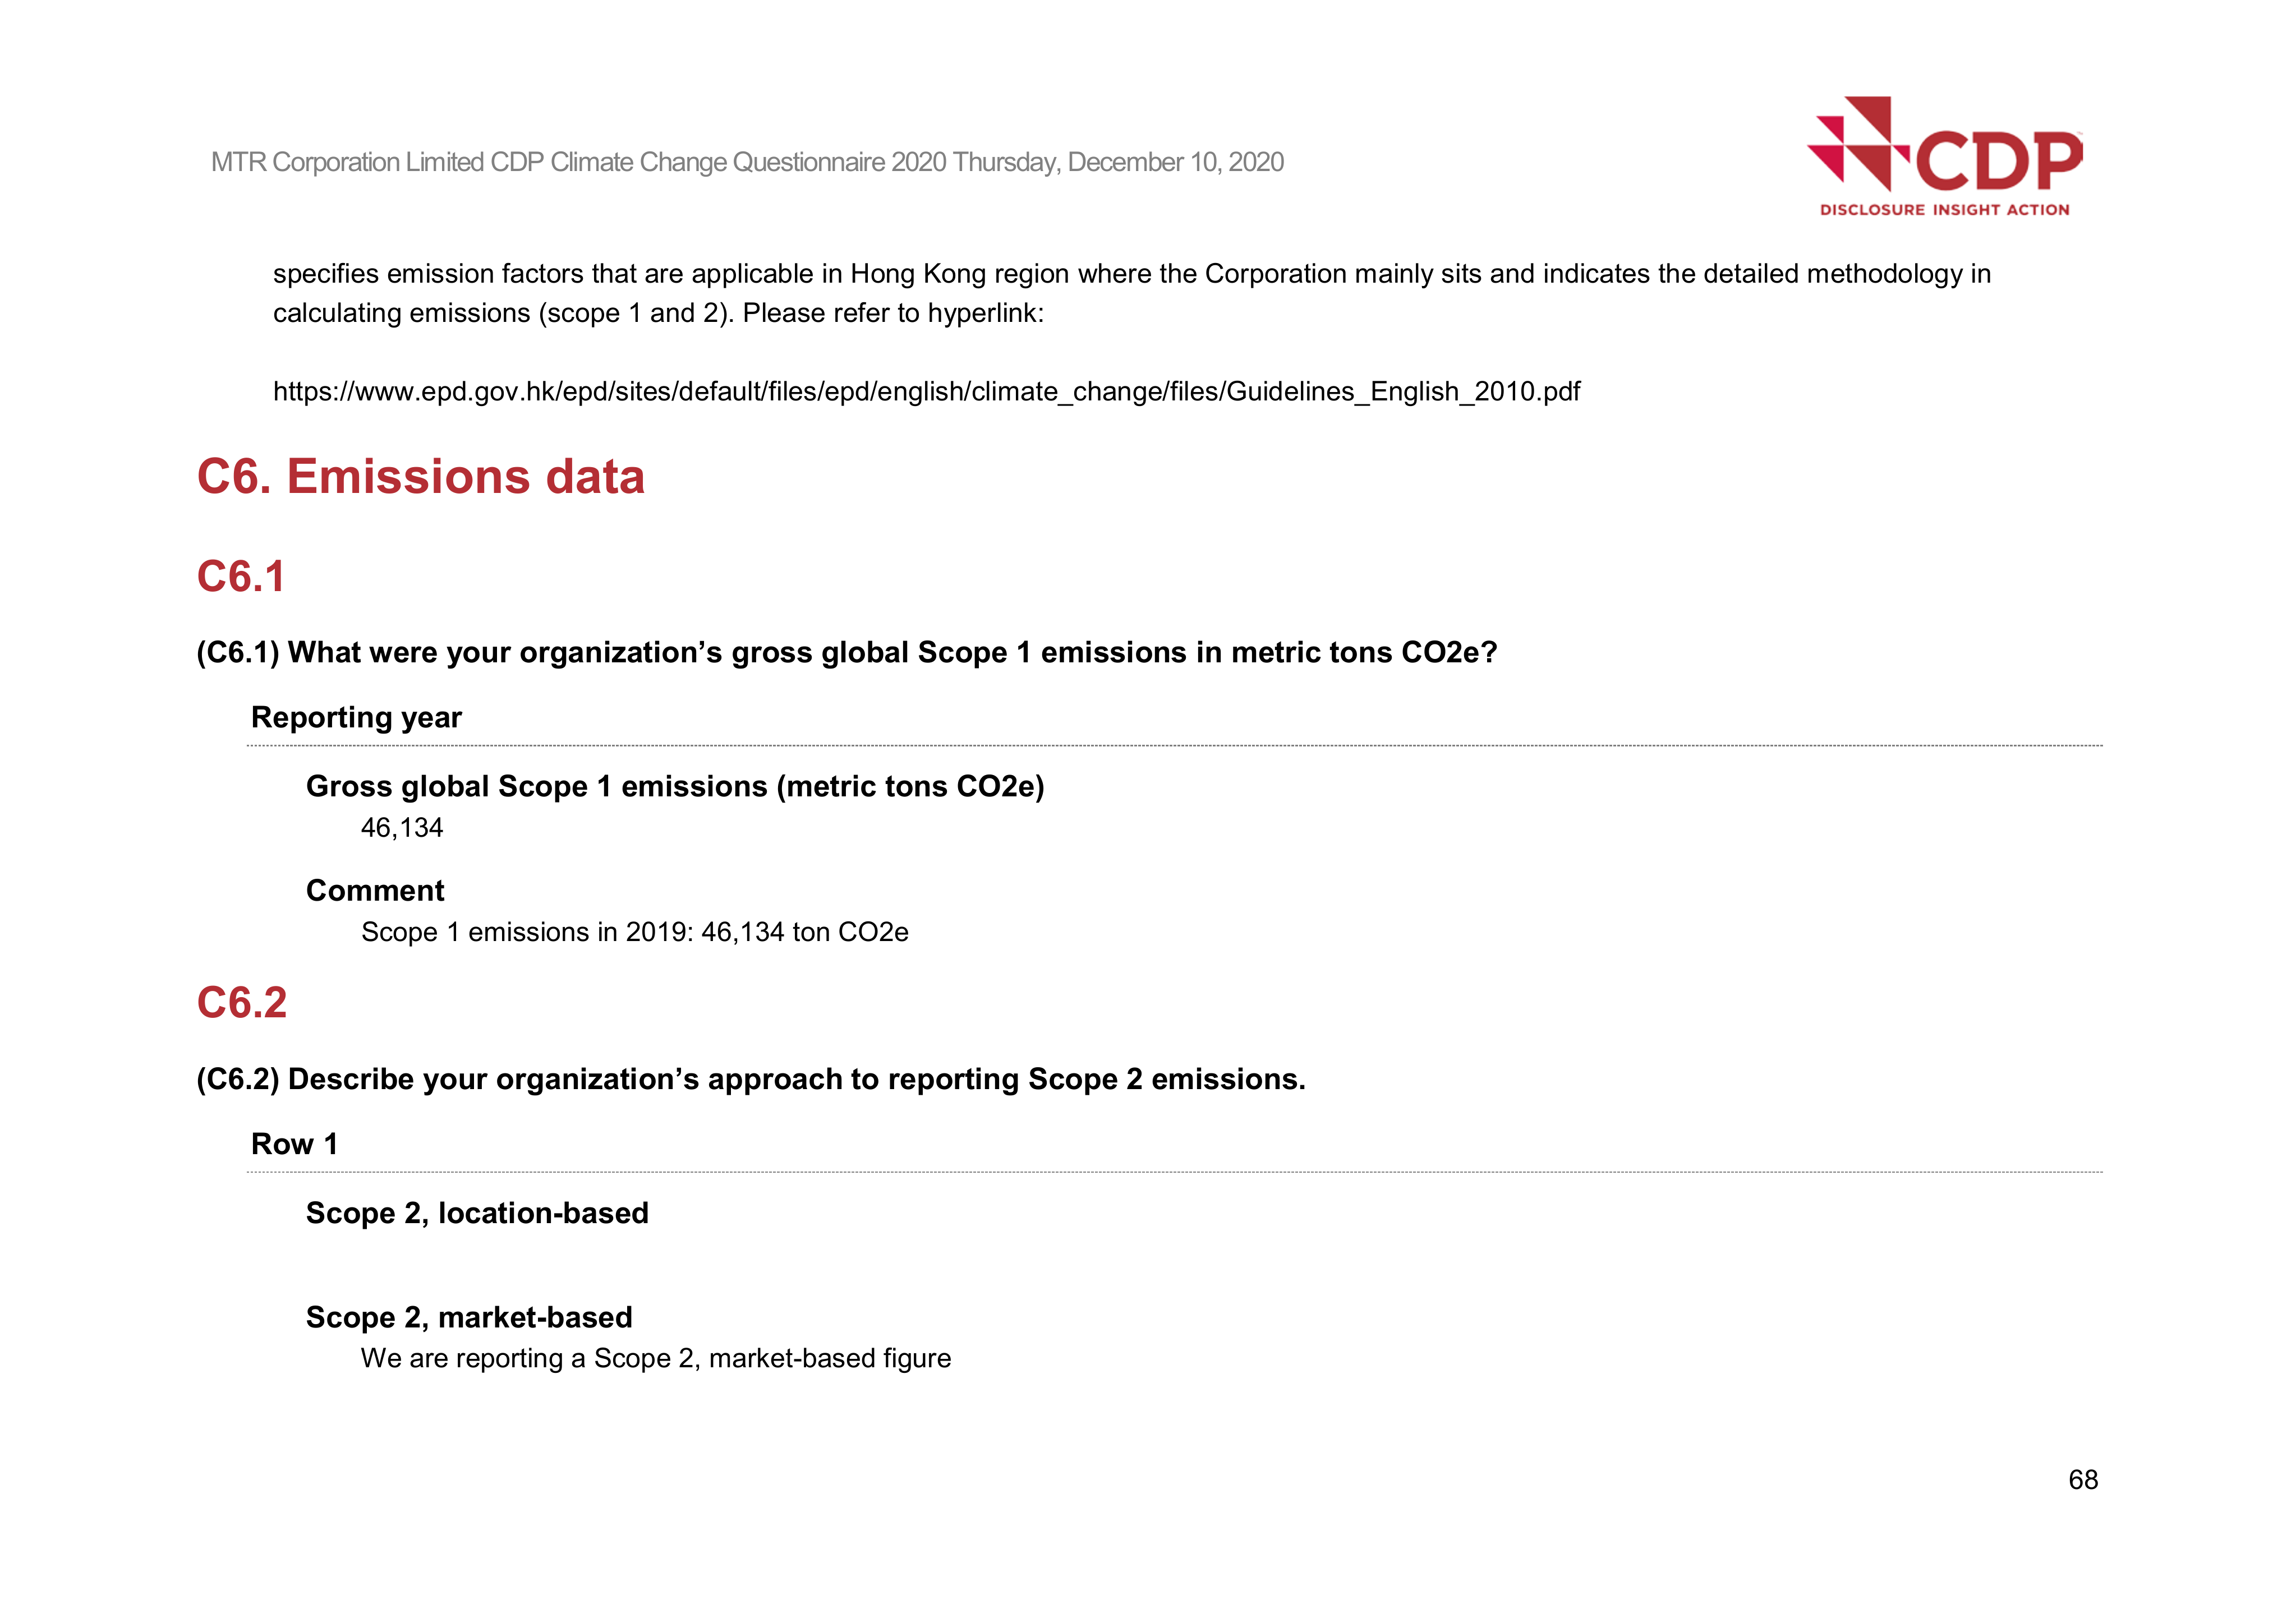 MTR Corporation Limited CDP Climate Change Questionnaire 2020 Thursday, December 10, 2020
CDP
DISCLOSURE INSIGHT ACTION
specifies emission factors that are applicable in Hong Kong region where the Corporation mainly sits and indicates the detailed methodology in
calculating emissions (scope 1 and 2). Please refer to hyperlink:
https://www.epd.gov.hk/epd/sites/default/files/epd/english/climate_change/files/Guidelines_English_2010.pdf
C6. Emissions data
C6.1
(C6.1) What were your organization’s gross global Scope 1 emissions in metric tons CO2e?
Reporting year
Gross global Scope 1 emissions (metric tons CO2e)
46,134
Comment
Scope 1 emissions in 2019: 46,134 ton CO2e
C6.2
(C6.2) Describe your organization’s approach to reporting Scope 2 emissions.
Row 1
Scope 2, location-based
Scope 2, market-based
We are reporting a Scope 2, market-based figure
68